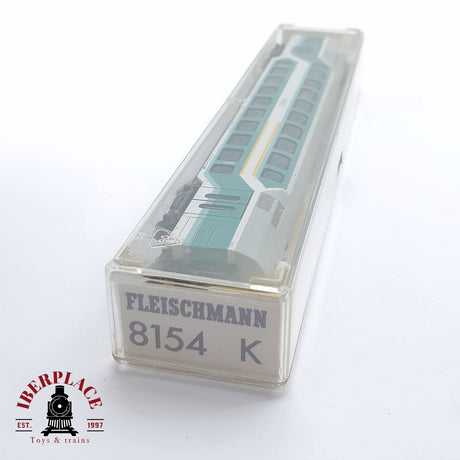 FLEISCHMANN
8154 K
IBERPLACE
EST. 1997
Toys & trains